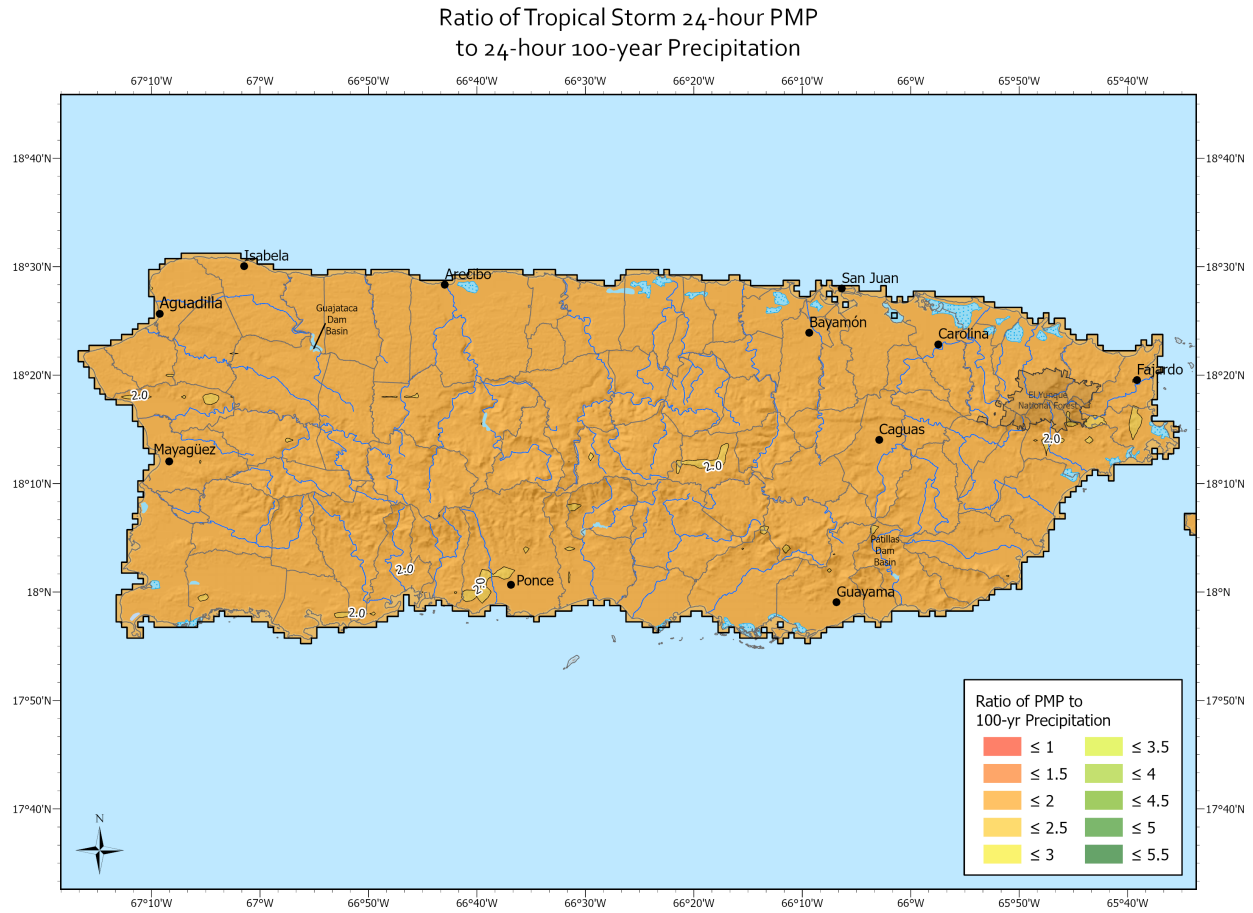 Ratio of Tropical Storm 24-hour PMP
to 24-hour 100-year Precipitation
67°10'W 67°W 66°50'W 66°40'W 66°30'W 66°20'W 66°10'W 66°W 65°50'W 65°40'W
18°40'N 18°40'N
18°30'N Isabela Arecibo San Juan 18°30'N
Aguadilla
Guajataca
Dam
Basin
Bayamón
Carolina
18°20'N Fajardo 18°20'N
2.0
El Yunque
National Forest
Mayagüez
Caguas
2.0
2.0
18°10'N 18°10'N
Patillas
Dam
Basin
2.0
2.0
Ponce
18°N Guayama 18°N
2.0
17°50'N 17°50'N
Ratio of PMP to
100-yr Precipitation
≤ 1 ≤ 3.5
≤ 1.5 ≤ 4
≤ 2 ≤ 4.5
≤ 2.5 ≤ 5
≤ 3 ≤ 5.5
17°40'N 17°40'N
N
67°10'W 67°W 66°50'W 66°40'W 66°30'W 66°20'W 66°10'W 66°W 65°50'W 65°40'W